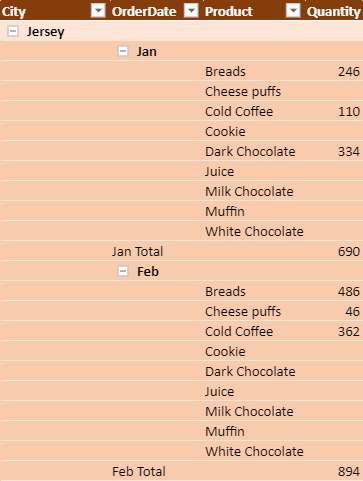 City OrderDate Product Quantity
Jersey
Jan
Breads 246
Cheese puffs
Cold Coffee 110
Cookie
Dark Chocolate 334
Juice
Milk Chocolate
Muffin
White Chocolate
Jan Total 690
Feb
Breads 486
Cheese puffs 46
Cold Coffee 362
Cookie
Dark Chocolate
Juice
Milk Chocolate
Muffin
White Chocolate
Feb Total 894